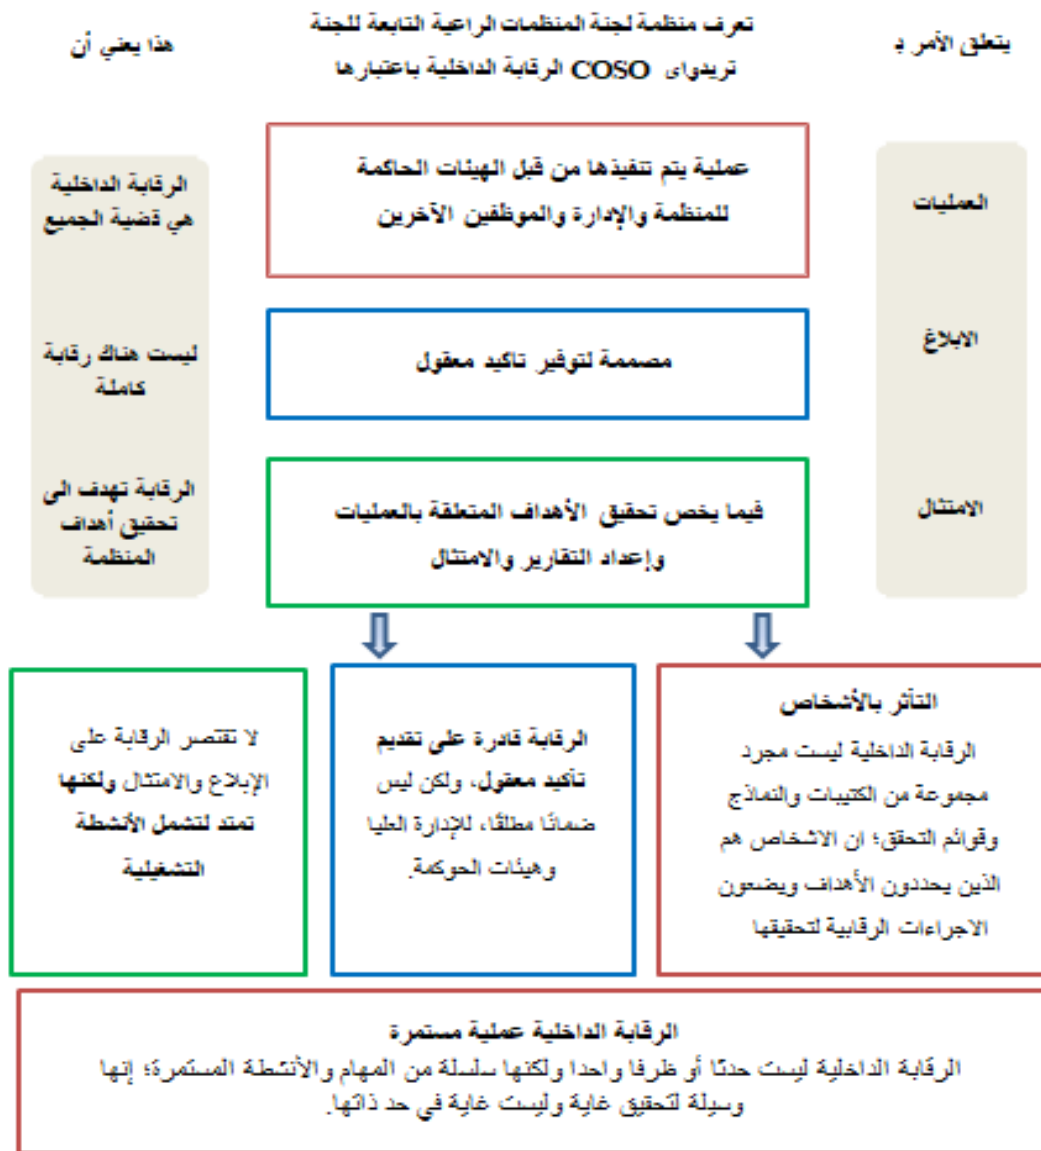 يتعلق الأمر بـ
تعرف منظمة لجنة المنظمات الراعية التابعة للجنة
تريدواى COSO الرقابة الداخلية باعتبارها
هذا يعني أن
العمليات
الابلاغ
الامتثال
عملية يتم تنفيذها من قبل الهيئات الحاكمة
للمنظمة والإدارة والموظفين الآخرين
مصممة لتوفير تاكيد معقول
فيما يخص تحقيق الأهداف المتعلقة بالعمليات
وإعداد التقارير والامتثال
الرقابة الداخلية
هي قضية الجميع
ليست هناك رقابة
كاملة
الرقابة تهدف الى
تحقيق أهداف
المنظمة
التأثر بالأشخاص
الرقابة الداخلية ليست مجرد
مجموعة من الكتيبات والنماذج
وقوائم التحقق؛ ان الاشخاص هم
الذين يحددون الأهداف ويضعون
الاجراءات الرقابية لتحقيقها
الرقابة قادرة على تقديم
تأكيد معقول، ولكن ليس
ضمانًا مطلقًا، للإدارة العليا
وهيئات الحوكمة.
لا تقتصر الرقابة على
الإبلاغ والامتثال ولكنها
تمتد لتشمل الأنشطة
التشغيلية
الرقابة الداخلية عملية مستمرة
الرقابة الداخلية ليست حدثًا أو ظرفا واحدا ولكنها سلسلة من المهام والأنشطة المستمرة؛ إنها
وسيلة لتحقيق غاية وليست غاية في حد ذاتها.